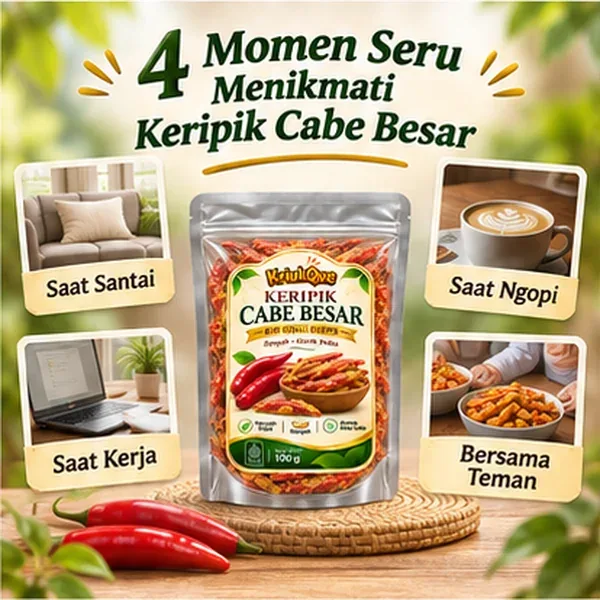 4 Momen Seru
Menikmati
Keripik Cabe Besar
Saat Santai
Saat Ngopi
KERIPIK
CABE BESAR
100 g
Saat Kerja
Bersama
Teman